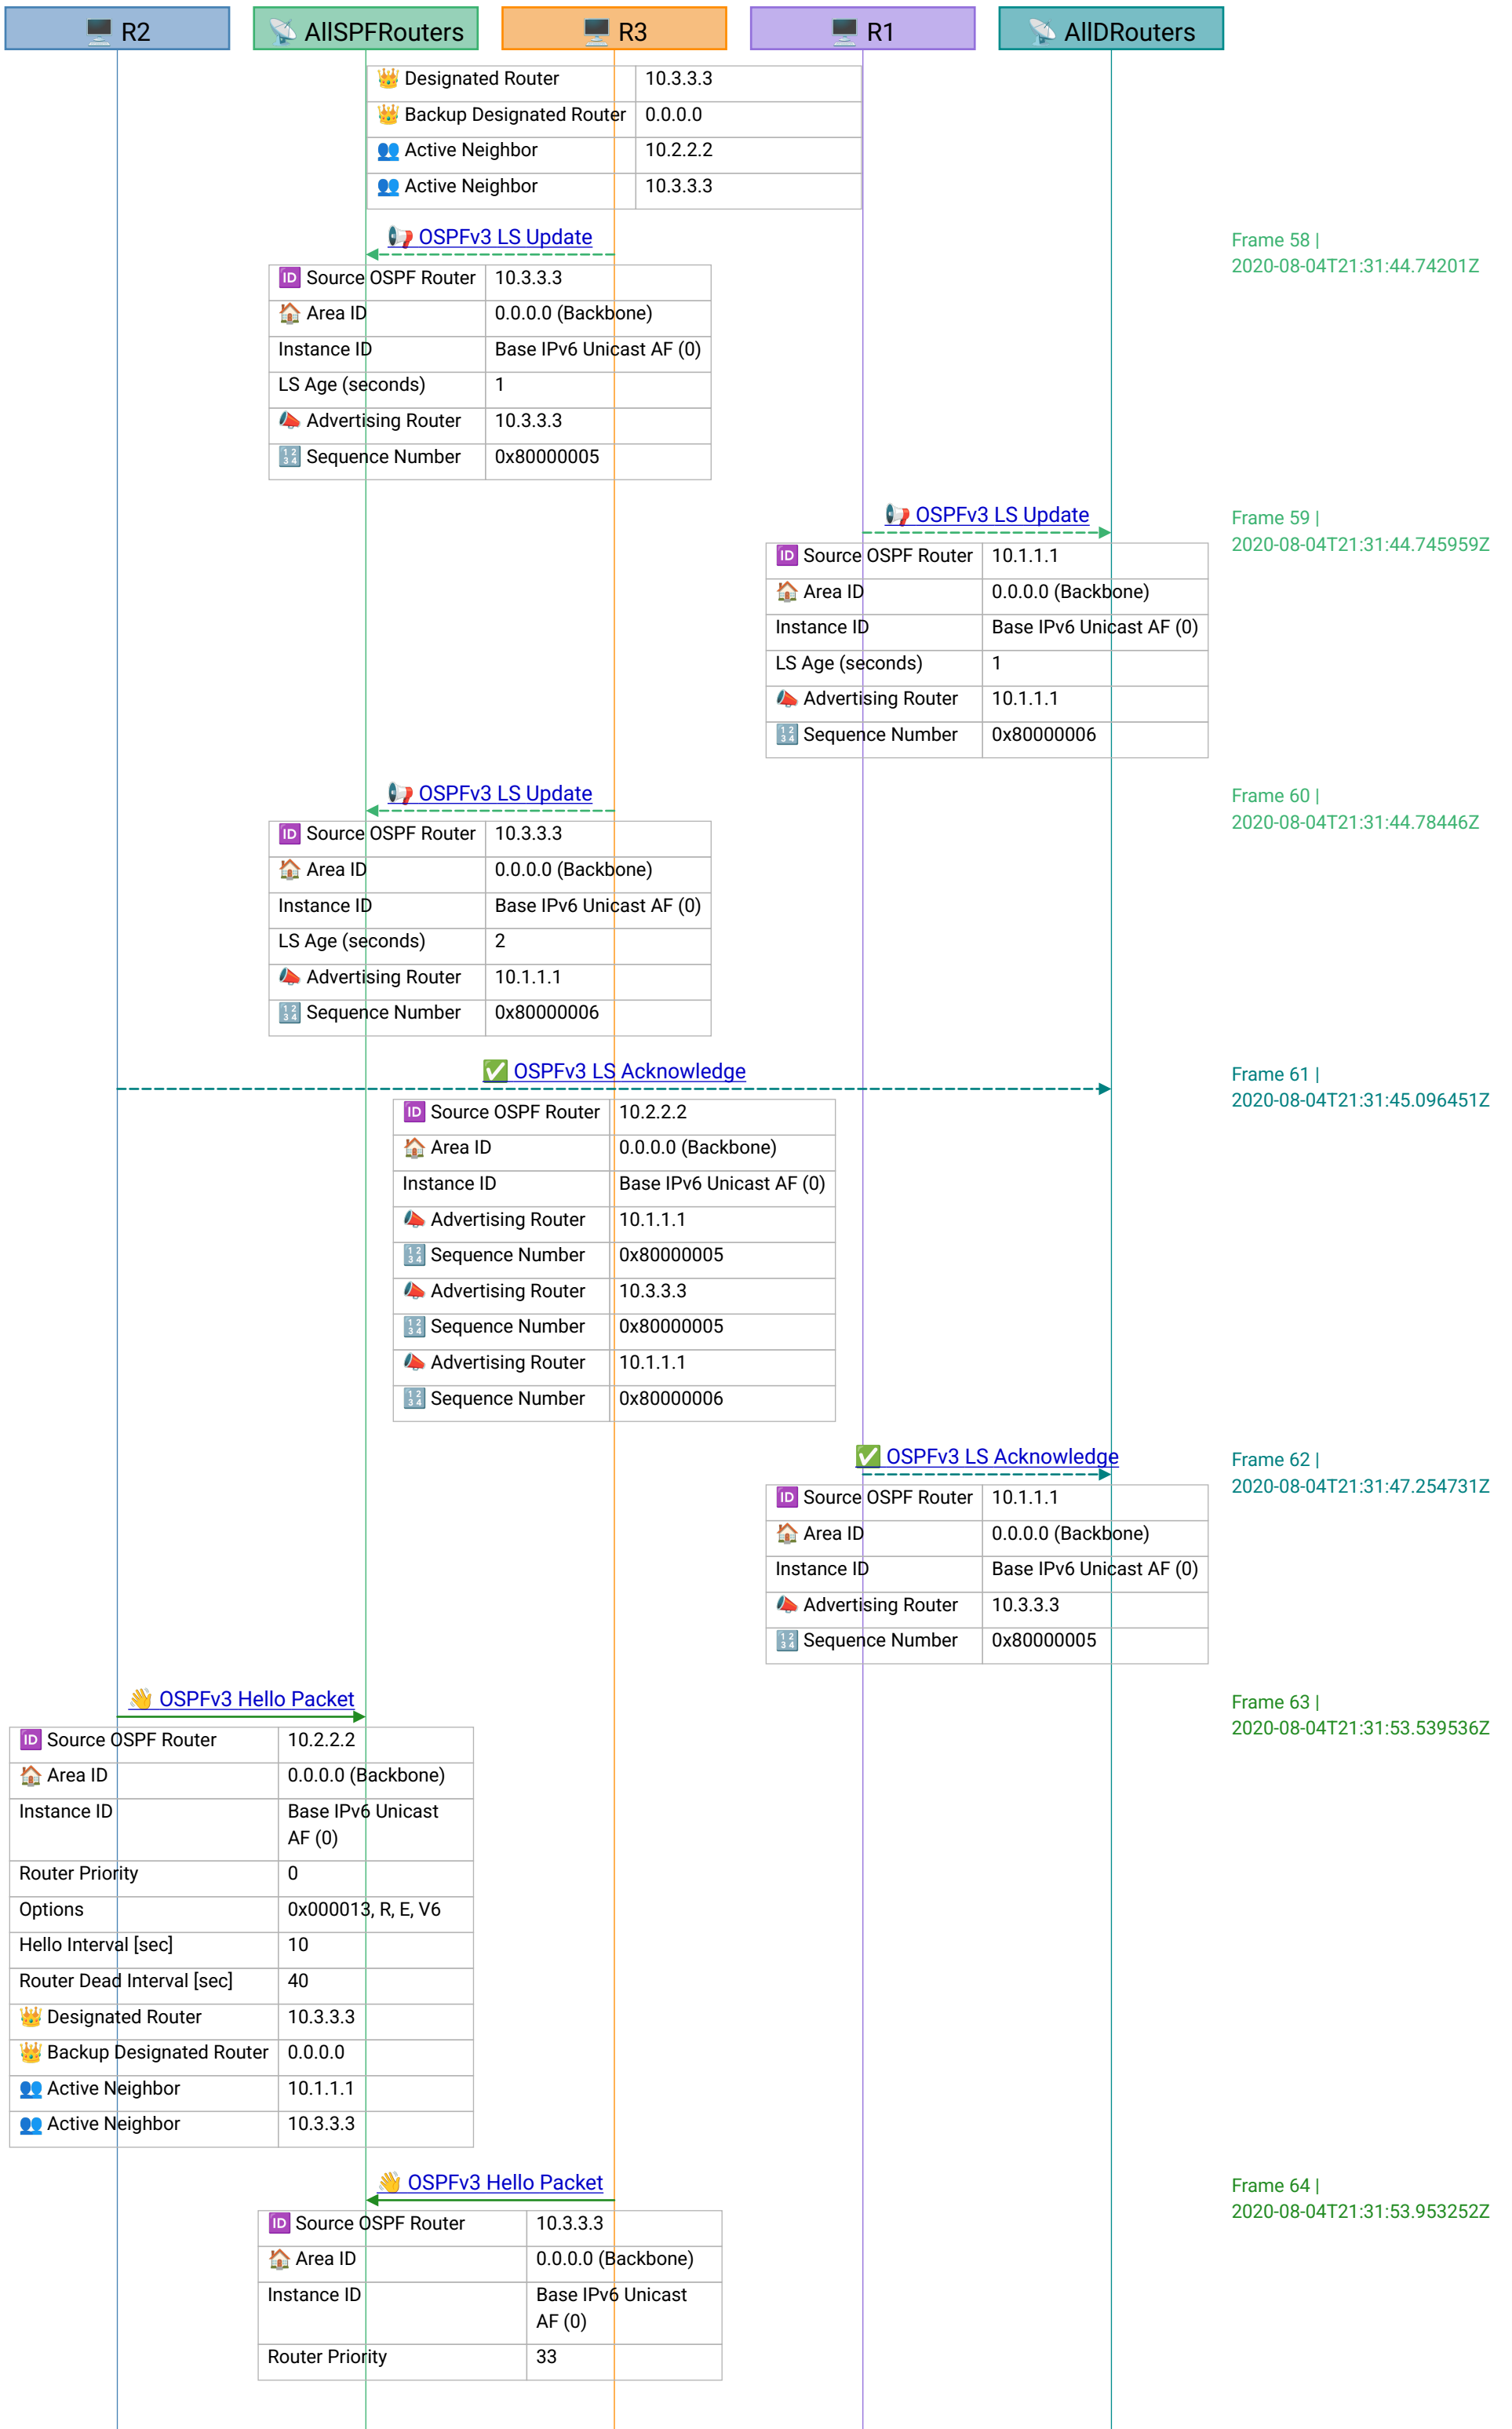 R2
AllSPFRouters
R3
R1
AllDRouters
Designated Router 10.3.3.3
Backup Designated Router 0.0.0.0
Active Neighbor 10.2.2.2
Active Neighbor 10.3.3.3
OSPFv3 LS Update
Frame 58 |
2020-08-04T21:31:44.74201Z
Source OSPF Router 10.3.3.3
Area ID 0.0.0.0 (Backbone)
Instance ID Base IPv6 Unicast AF (0)
LS Age (seconds) 1
Advertising Router 10.3.3.3
Sequence Number 0x80000005
OSPFv3 LS Update
Frame 59 |
2020-08-04T21:31:44.745959Z
Source OSPF Router 10.1.1.1
Area ID 0.0.0.0 (Backbone)
Instance ID Base IPv6 Unicast AF (0)
LS Age (seconds) 1
Advertising Router 10.1.1.1
Sequence Number 0x80000006
OSPFv3 LS Update
Frame 60 |
2020-08-04T21:31:44.78446Z
Source OSPF Router 10.3.3.3
Area ID 0.0.0.0 (Backbone)
Instance ID Base IPv6 Unicast AF (0)
LS Age (seconds) 2
Advertising Router 10.1.1.1
Sequence Number 0x80000006
OSPFv3 LS Acknowledge
Frame 61 |
2020-08-04T21:31:45.096451Z
Source OSPF Router 10.2.2.2
Area ID 0.0.0.0 (Backbone)
Instance ID Base IPv6 Unicast AF (0)
Advertising Router 10.1.1.1
Sequence Number 0x80000005
Advertising Router 10.3.3.3
Sequence Number 0x80000005
Advertising Router 10.1.1.1
Sequence Number 0x80000006
OSPFv3 LS Acknowledge
Frame 62 |
2020-08-04T21:31:47.254731Z
Source OSPF Router 10.1.1.1
Area ID 0.0.0.0 (Backbone)
Instance ID Base IPv6 Unicast AF (0)
Advertising Router 10.3.3.3
Sequence Number 0x80000005
OSPFv3 Hello Packet
Frame 63 |
2020-08-04T21:31:53.539536Z
Source OSPF Router 10.2.2.2
Area ID 0.0.0.0 (Backbone)
Instance ID Base IPv6 Unicast
AF (0)
Router Priority 0
Options 0x000013, R, E, V6
Hello Interval [sec] 10
Router Dead Interval [sec] 40
Designated Router 10.3.3.3
Backup Designated Router 0.0.0.0
Active Neighbor 10.1.1.1
Active Neighbor 10.3.3.3
OSPFv3 Hello Packet
Frame 64 |
2020-08-04T21:31:53.953252Z
Source OSPF Router 10.3.3.3
Area ID 0.0.0.0 (Backbone)
Instance ID Base IPv6 Unicast
AF (0)
Router Priority 33